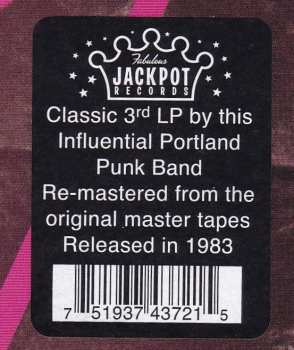 Fabulous
JACKPOT
RECORDS
Classic 3rd LP by this
Influential Portland
Punk Band
Re-mastered from the
original master tapes
Released in 1983
7 51937 43721 5